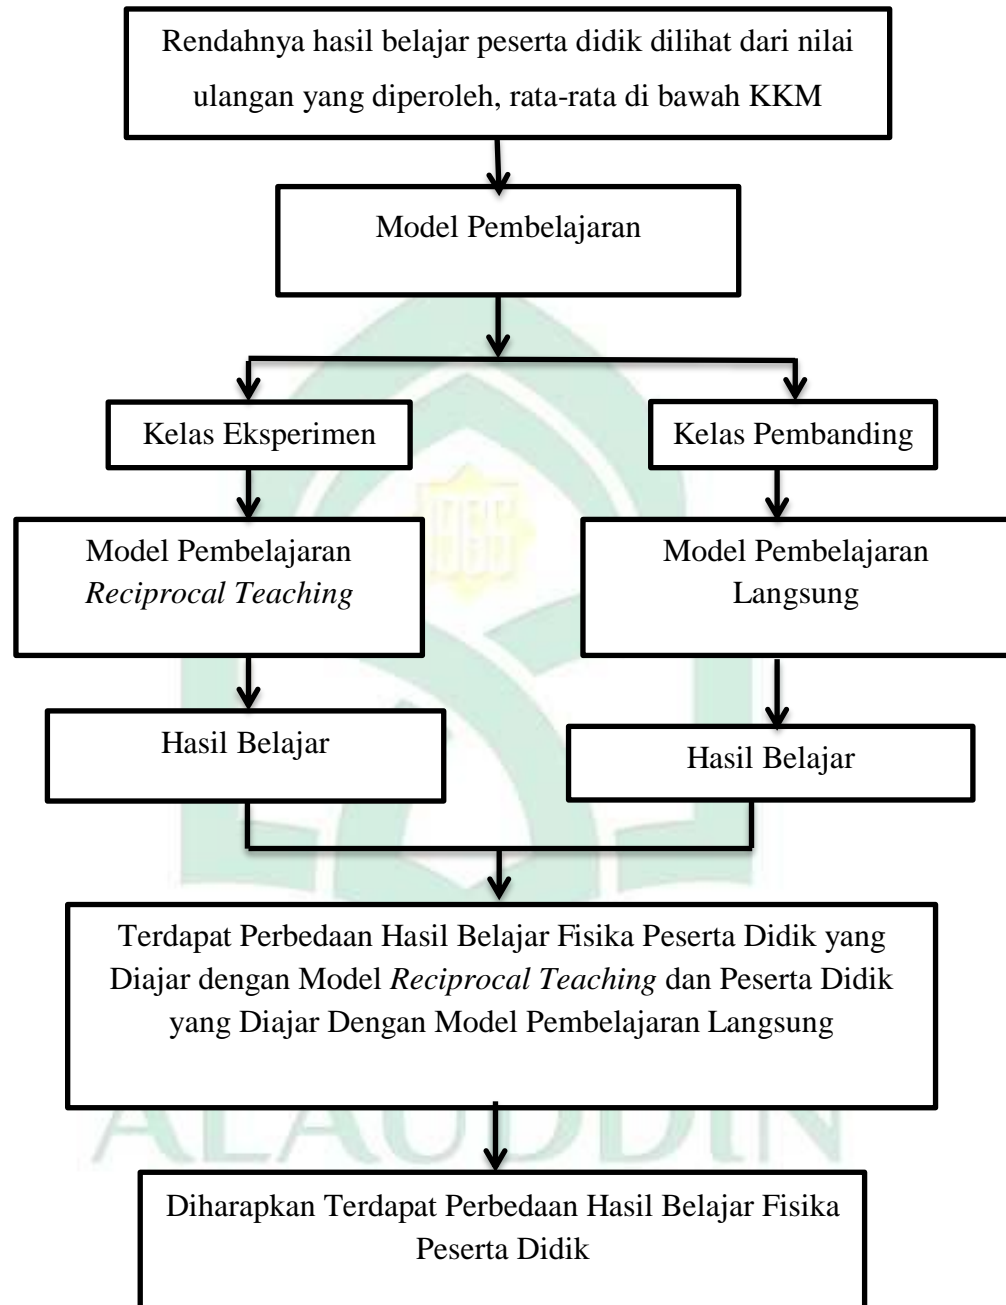 Rendahnya hasil belajar peserta didik dilihat dari nilai
ulangan yang diperoleh, rata-rata di bawah KKM
Model Pembelajaran
Kelas Eksperimen
Kelas Pembanding
Model Pembelajaran
Reciprocal Teaching
Model Pembelajaran
Langsung
Hasil Belajar
Hasil Belajar
Terdapat Perbedaan Hasil Belajar Fisika Peserta Didik yang
Diajar dengan Model Reciprocal Teaching dan Peserta Didik
yang Diajar Dengan Model Pembelajaran Langsung
ALAUDDIN
Diharapkan Terdapat Perbedaan Hasil Belajar Fisika
Peserta Didik